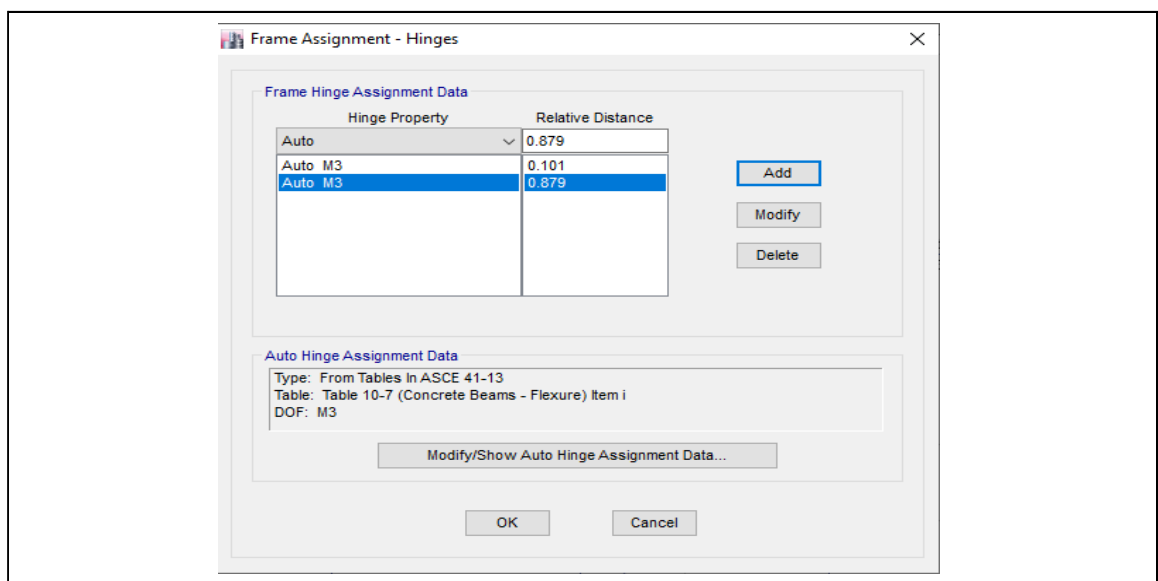 Frame Assignment - Hinges
Frame Hinge Assignment Data
Hinge Property Relative Distance
Auto 0.879
Auto M3 0.101
Auto M3 0.879
Add
Modify
Delete
Auto Hinge Assignment Data
Type: From Tables In ASCE 41-13
Table: Table 10-7 (Concrete Beams - Flexure) Item i
DOF: M3
Modify/Show Auto Hinge Assignment Data...
OK Cancel